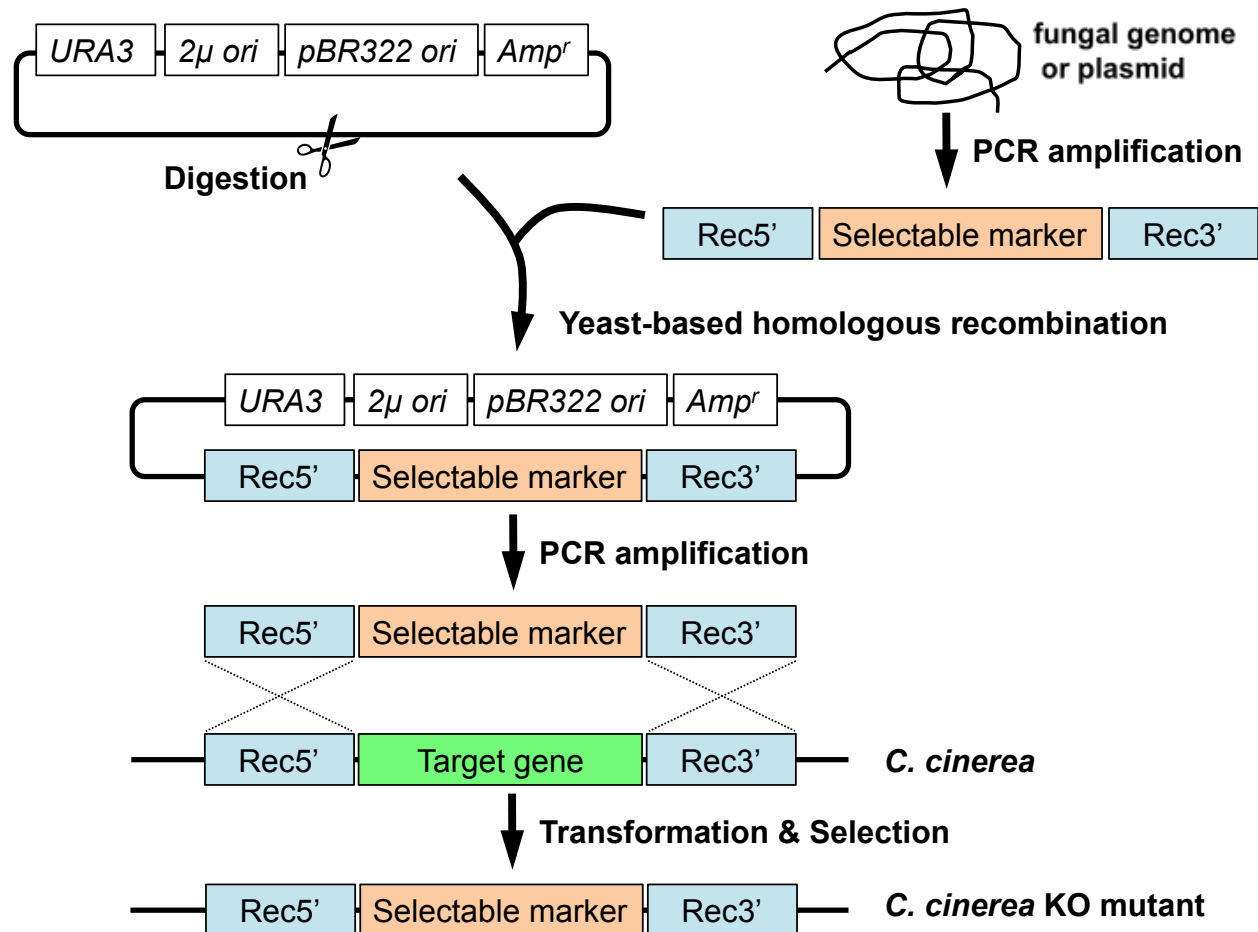 URA3 2μ ori pBR322 ori Ampʳ
fungal genome
or plasmid
Digestion
PCR amplification
Rec5’ Selectable marker Rec3’
Yeast-based homologous recombination
URA3 2μ ori pBR322 ori Ampʳ
Rec5’ Selectable marker Rec3’
PCR amplification
Rec5’ Selectable marker Rec3’
Rec5’ Target gene Rec3’ C. cinerea
Transformation & Selection
Rec5’ Selectable marker Rec3’ C. cinerea KO mutant